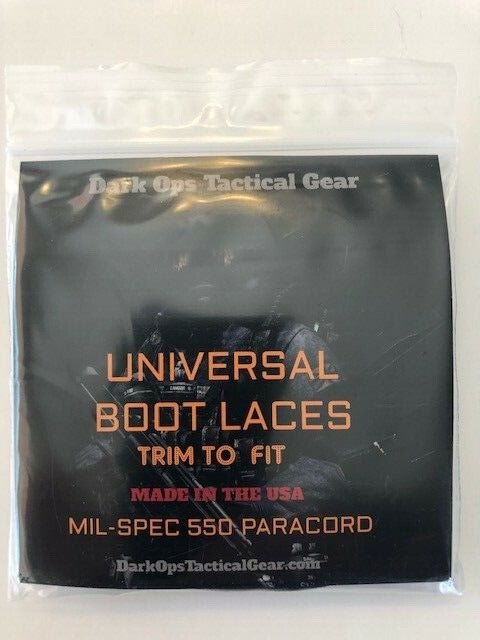 Dark Ops Tactical Gear
UNIVERSAL
BOOT LACES
TRIM TO FIT
MADE IN THE USA
MIL-SPEC 550 PARACORD
DarkOpsTacticalGear.com